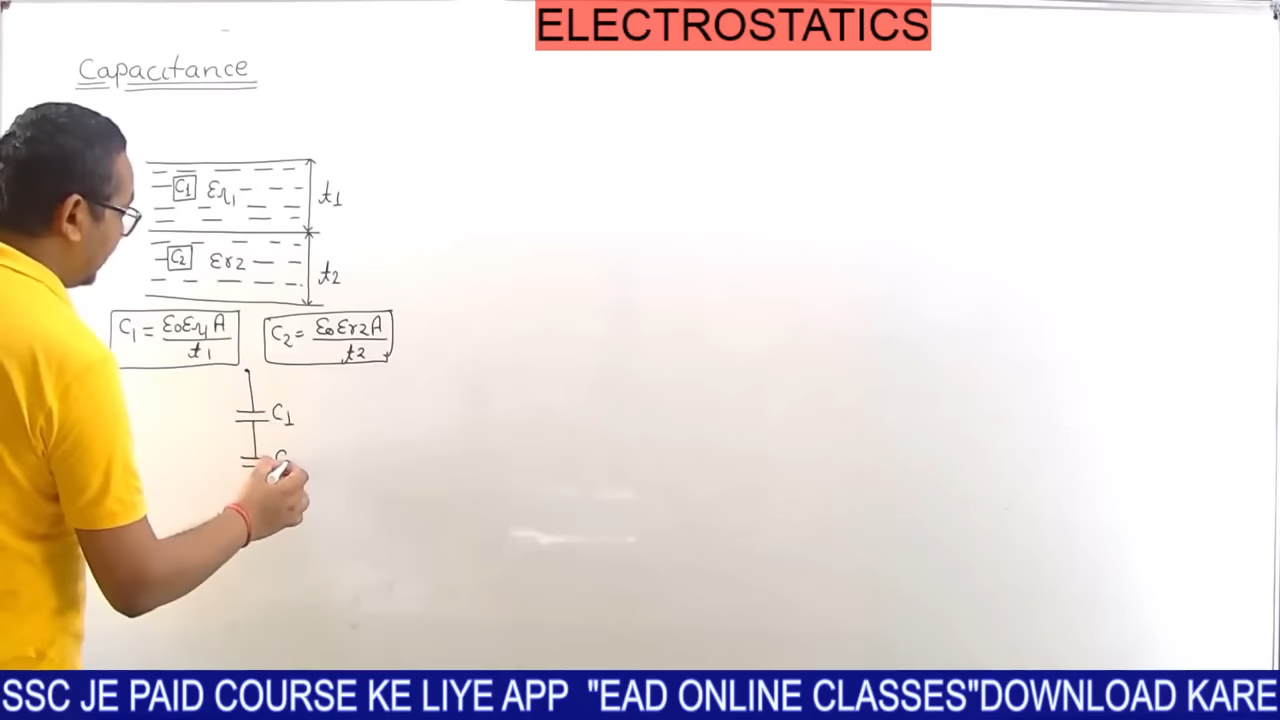 ELECTROSTATICS
Capacitance
C1 εr1 t1
C2 εr2 t2
C1 = ε0εr1A / t1
C2 = ε0εr2A / t2
C1
C
SSC JE PAID COURSE KE LIYE APP "EAD ONLINE CLASSES"DOWNLOAD KARE